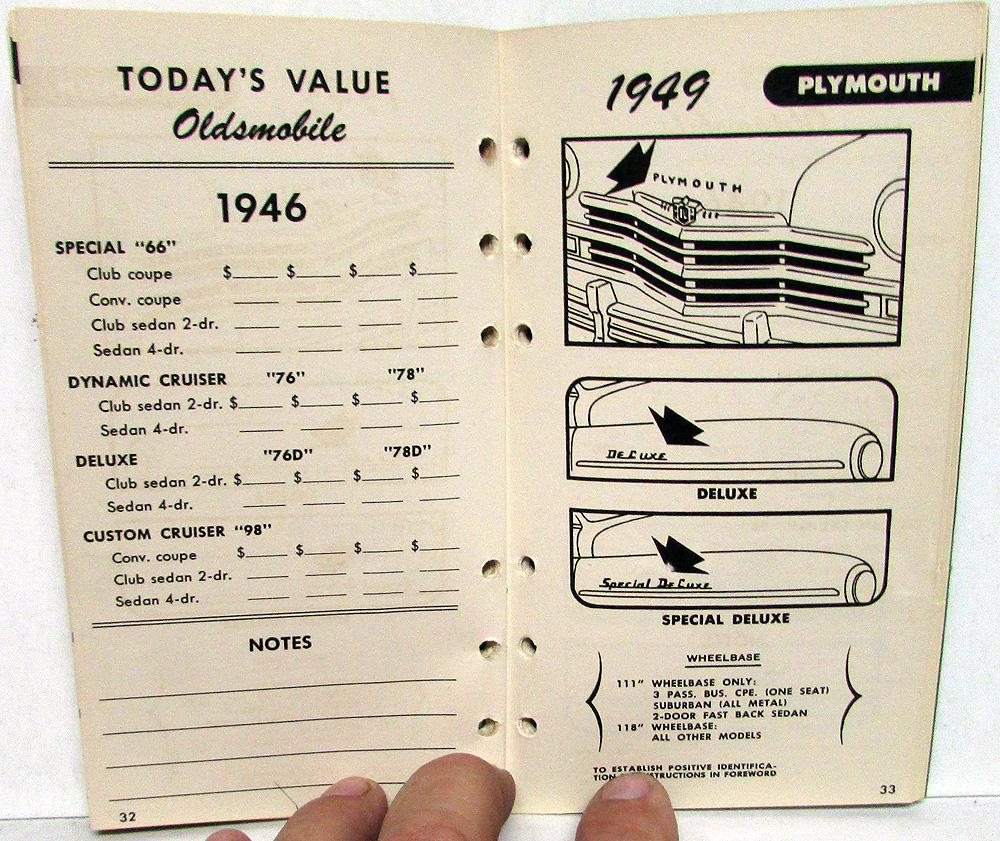 TODAY'S VALUE
Oldsmobile
1946
SPECIAL "66"
Club coupe $ $ $ $
Conv. coupe
Club sedan 2-dr.
Sedan 4-dr.
DYNAMIC CRUISER "76" "78"
Club sedan 2-dr. $ $ $ $
Sedan 4-dr.
DELUXE "76D" "78D"
Club sedan 2-dr. $ $ $ $
Sedan 4-dr.
CUSTOM CRUISER "98"
Conv. coupe $ $ $ $
Club sedan 2-dr.
Sedan 4-dr.
NOTES
32
1949 PLYMOUTH
PLYMOUTH
DeLuxe
DELUXE
Special DeLuxe
SPECIAL DELUXE
WHEELBASE
111" WHEELBASE ONLY:
3 PASS. BUS. CPE. (ONE SEAT)
SUBURBAN (ALL METAL)
2-DOOR FAST BACK SEDAN
118" WHEELBASE:
ALL OTHER MODELS
TO ESTABLISH POSITIVE IDENTIFICA-
TION INSTRUCTIONS IN FOREWORD
33